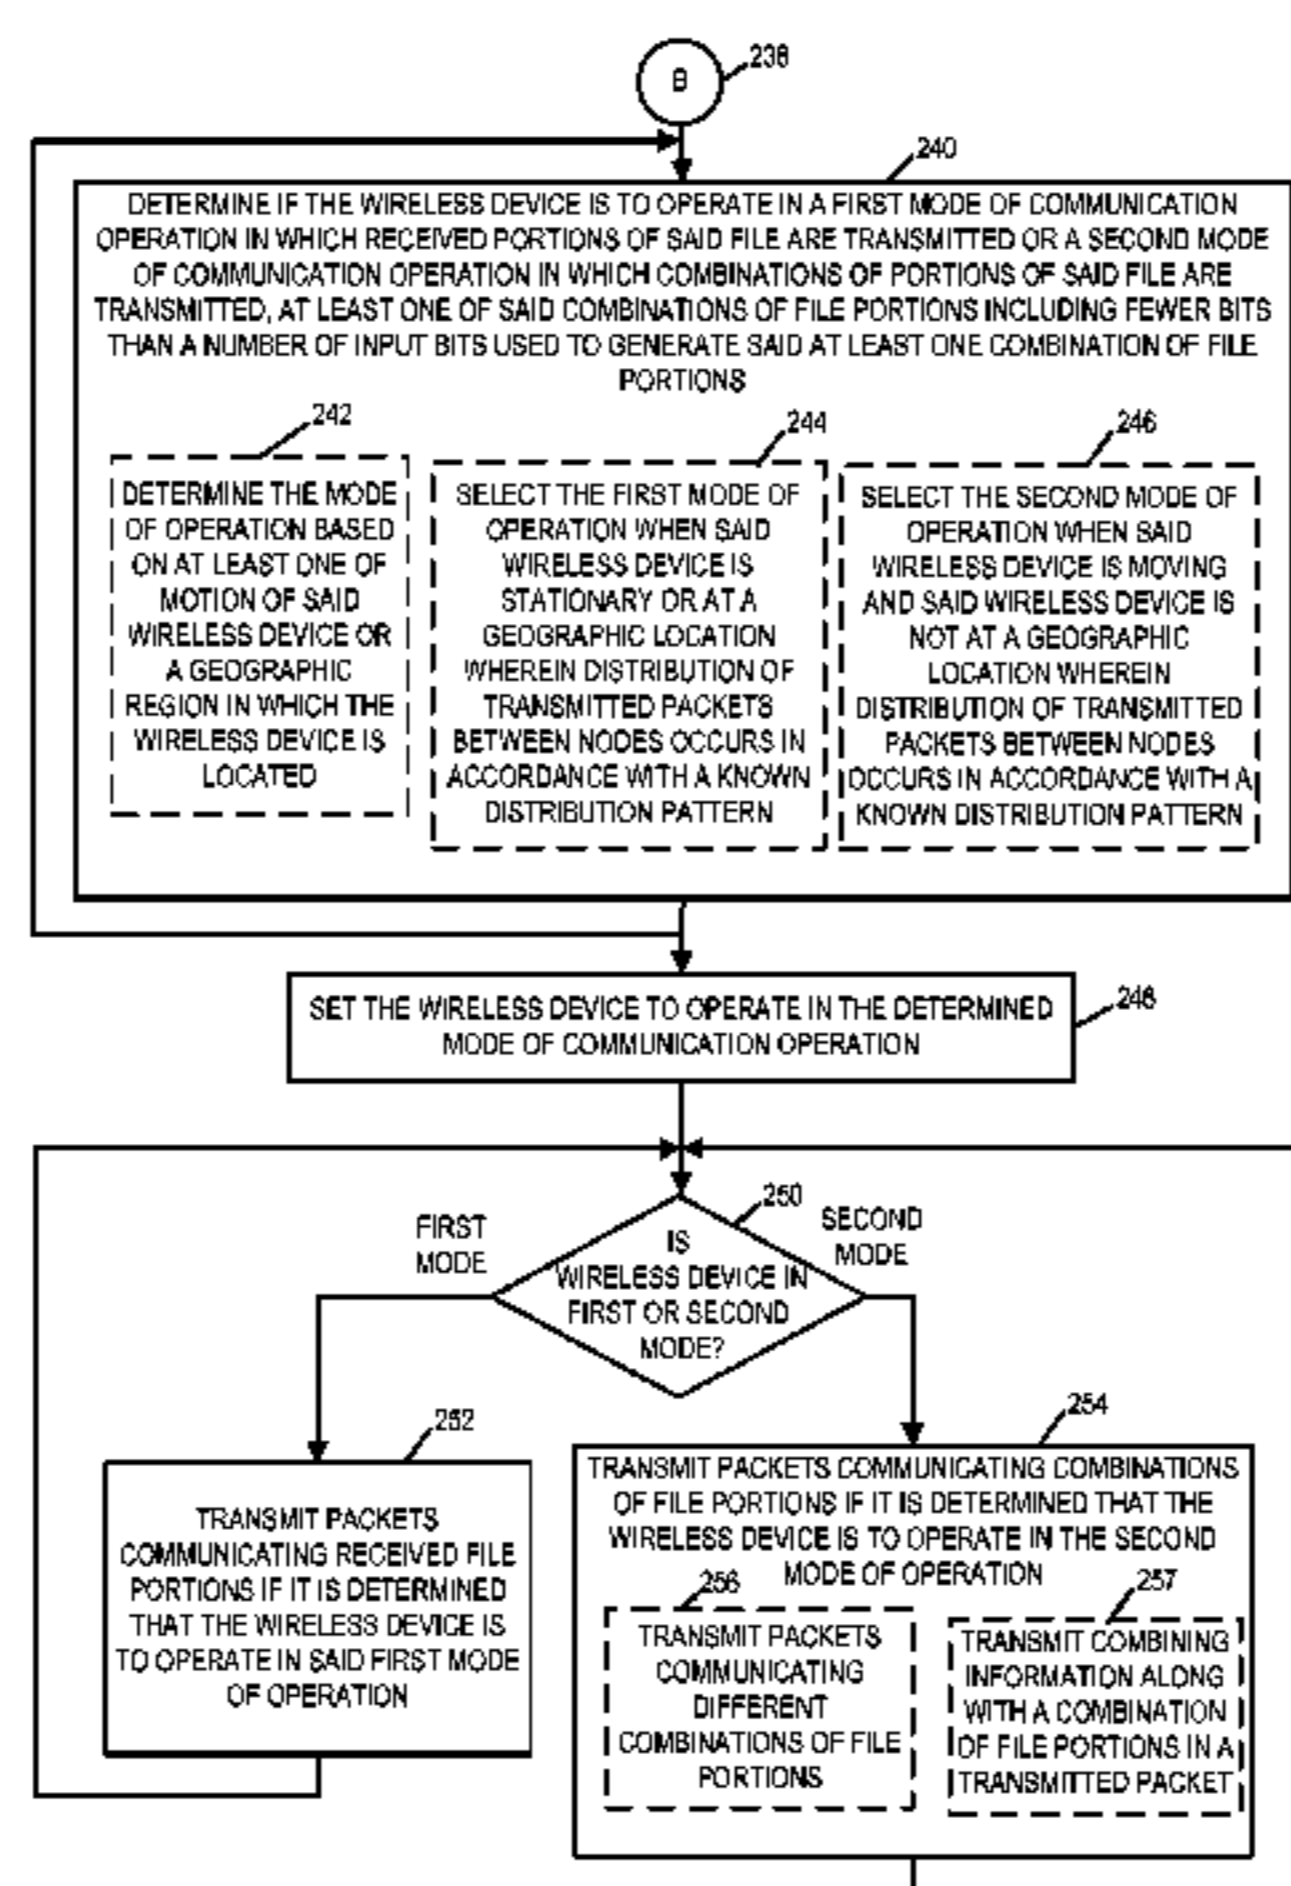 B
238
240
DETERMINE IF THE WIRELESS DEVICE IS TO OPERATE IN A FIRST MODE OF COMMUNICATION
OPERATION IN WHICH RECEIVED PORTIONS OF SAID FILE ARE TRANSMITTED OR A SECOND MODE
OF COMMUNICATION OPERATION IN WHICH COMBINATIONS OF PORTIONS OF SAID FILE ARE
TRANSMITTED, AT LEAST ONE OF SAID COMBINATIONS OF FILE PORTIONS INCLUDING FEWER BITS
THAN A NUMBER OF INPUT BITS USED TO GENERATE SAID AT LEAST ONE COMBINATION OF FILE
PORTIONS
242
DETERMINE THE MODE
OF OPERATION BASED
ON AT LEAST ONE OF
MOTION OF SAID
WIRELESS DEVICE OR
A GEOGRAPHIC
REGION IN WHICH THE
WIRELESS DEVICE IS
LOCATED
244
SELECT THE FIRST MODE OF
OPERATION WHEN SAID
WIRELESS DEVICE IS
STATIONARY OR AT A
GEOGRAPHIC LOCATION
WHEREIN DISTRIBUTION OF
TRANSMITTED PACKETS
BETWEEN NODES OCCURS IN
ACCORDANCE WITH A KNOWN
DISTRIBUTION PATTERN
246
SELECT THE SECOND MODE OF
OPERATION WHEN SAID
WIRELESS DEVICE IS MOVING
AND SAID WIRELESS DEVICE IS
NOT AT A GEOGRAPHIC
LOCATION WHEREIN
DISTRIBUTION OF TRANSMITTED
PACKETS BETWEEN NODES
OCCURS IN ACCORDANCE WITH A
KNOWN DISTRIBUTION PATTERN
248
SET THE WIRELESS DEVICE TO OPERATE IN THE DETERMINED
MODE OF COMMUNICATION OPERATION
250
FIRST
MODE
IS
WIRELESS DEVICE IN
FIRST OR SECOND
MODE?
SECOND
MODE
252
TRANSMIT PACKETS
COMMUNICATING RECEIVED FILE
PORTIONS IF IT IS DETERMINED
THAT THE WIRELESS DEVICE IS
TO OPERATE IN SAID FIRST MODE
OF OPERATION
254
TRANSMIT PACKETS COMMUNICATING COMBINATIONS
OF FILE PORTIONS IF IT IS DETERMINED THAT THE
WIRELESS DEVICE IS TO OPERATE IN THE SECOND
MODE OF OPERATION
256
TRANSMIT PACKETS
COMMUNICATING
DIFFERENT
COMBINATIONS OF FILE
PORTIONS
257
TRANSMIT COMBINING
INFORMATION ALONG
WITH A COMBINATION
OF FILE PORTIONS IN A
TRANSMITTED PACKET